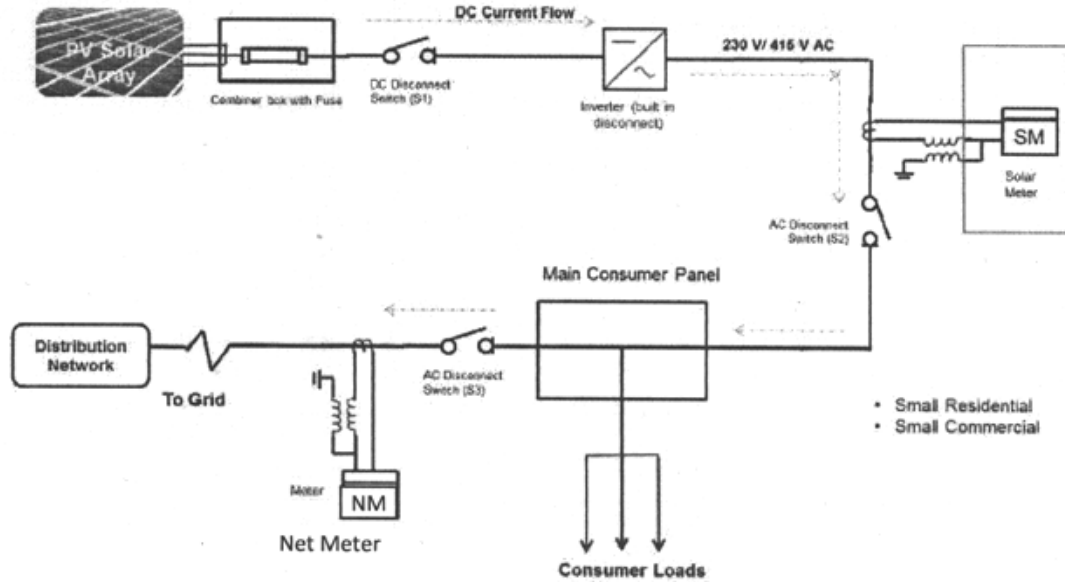 DC Current Flow
PV Solar
Array
230 V/ 415 V AC
Combiner box with Fuse
DC Disconnect
Switch (S1)
Inverter (built in
disconnect)
SM
Solar
Meter
AC Disconnect
Switch (S2)
Main Consumer Panel
Distribution
Network
To Grid
AC Disconnect
Switch (S3)
• Small Residential
• Small Commercial
Meter
NM
Net Meter
Consumer Loads